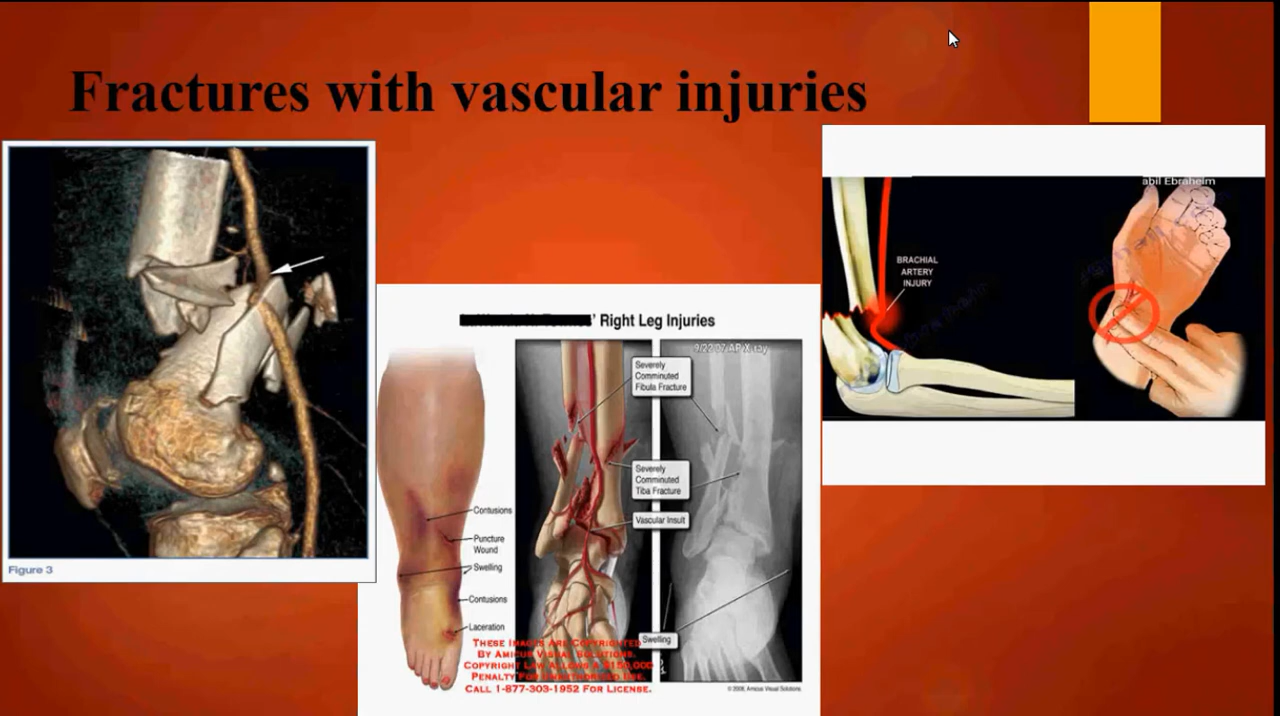 Fractures with vascular injuries
Figure 3
' Right Leg Injuries
9/22/07 AP X-ray
Severely
Comminuted
Fibula Fracture
Severely
Comminuted
Tiba Fracture
Vascular Insult
Contusions
Puncture
Wound
Swelling
Contusions
Laceration
Swelling
THESE IMAGES ARE COPYRIGHTED
BY AMICUS VISUAL SOLUTIONS.
COPYRIGHT LAW ALLOWS A $150,000
PENALTY FOR UNAUTHORIZED USE.
CALL 1-877-303-1952 FOR LICENSE.
© 2008, Amicus Visual Solutions
abil Ebraheim
BRACHIAL
ARTERY
INJURY